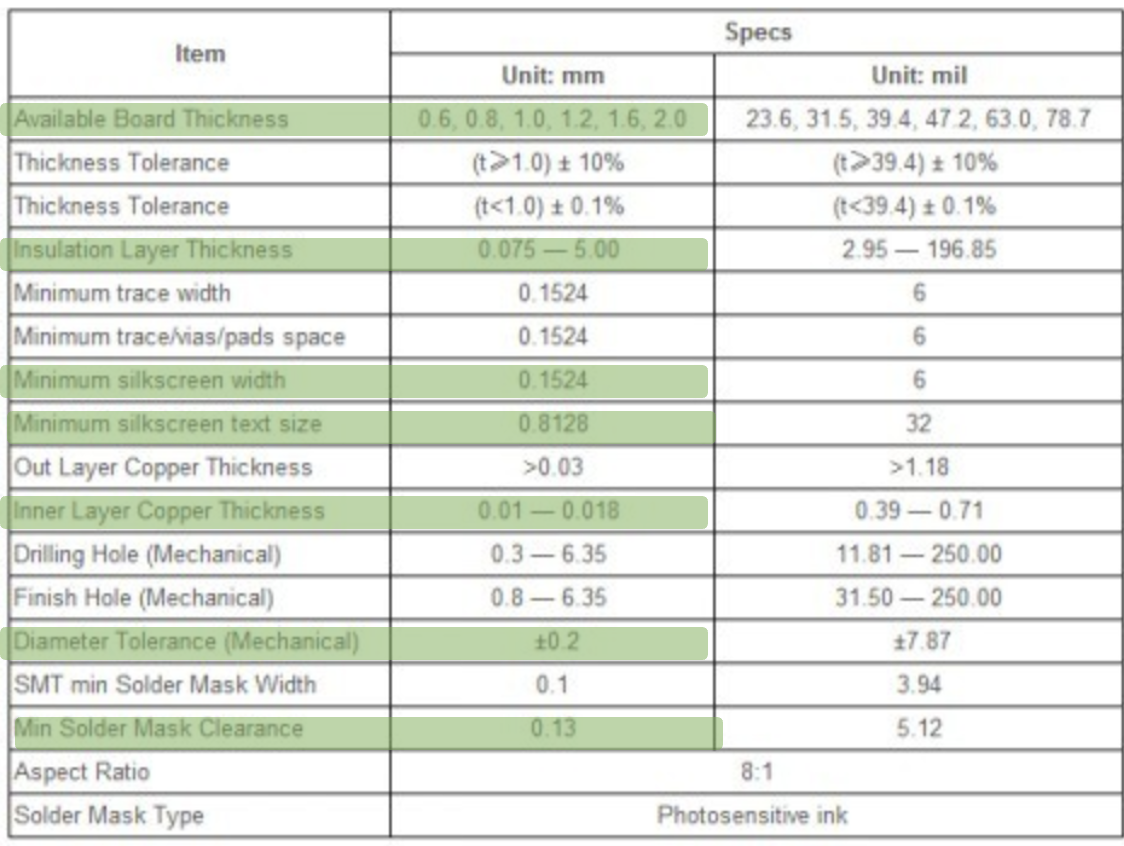 Item Specs
Unit: mm Unit: mil
Available Board Thickness 0.6, 0.8, 1.0, 1.2, 1.6, 2.0 23.6, 31.5, 39.4, 47.2, 63.0, 78.7
Thickness Tolerance (t⩾1.0) ± 10% (t⩾39.4) ± 10%
Thickness Tolerance (t<1.0) ± 0.1% (t<39.4) ± 0.1%
Insulation Layer Thickness 0.075 — 5.00 2.95 — 196.85
Minimum trace width 0.1524 6
Minimum trace/vias/pads space 0.1524 6
Minimum silkscreen width 0.1524 6
Minimum silkscreen text size 0.8128 32
Out Layer Copper Thickness >0.03 >1.18
Inner Layer Copper Thickness 0.01 — 0.018 0.39 — 0.71
Drilling Hole (Mechanical) 0.3 — 6.35 11.81 — 250.00
Finish Hole (Mechanical) 0.8 — 6.35 31.50 — 250.00
Diameter Tolerance (Mechanical) ±0.2 ±7.87
SMT min Solder Mask Width 0.1 3.94
Min Solder Mask Clearance 0.13 5.12
Aspect Ratio 8:1
Solder Mask Type Photosensitive ink